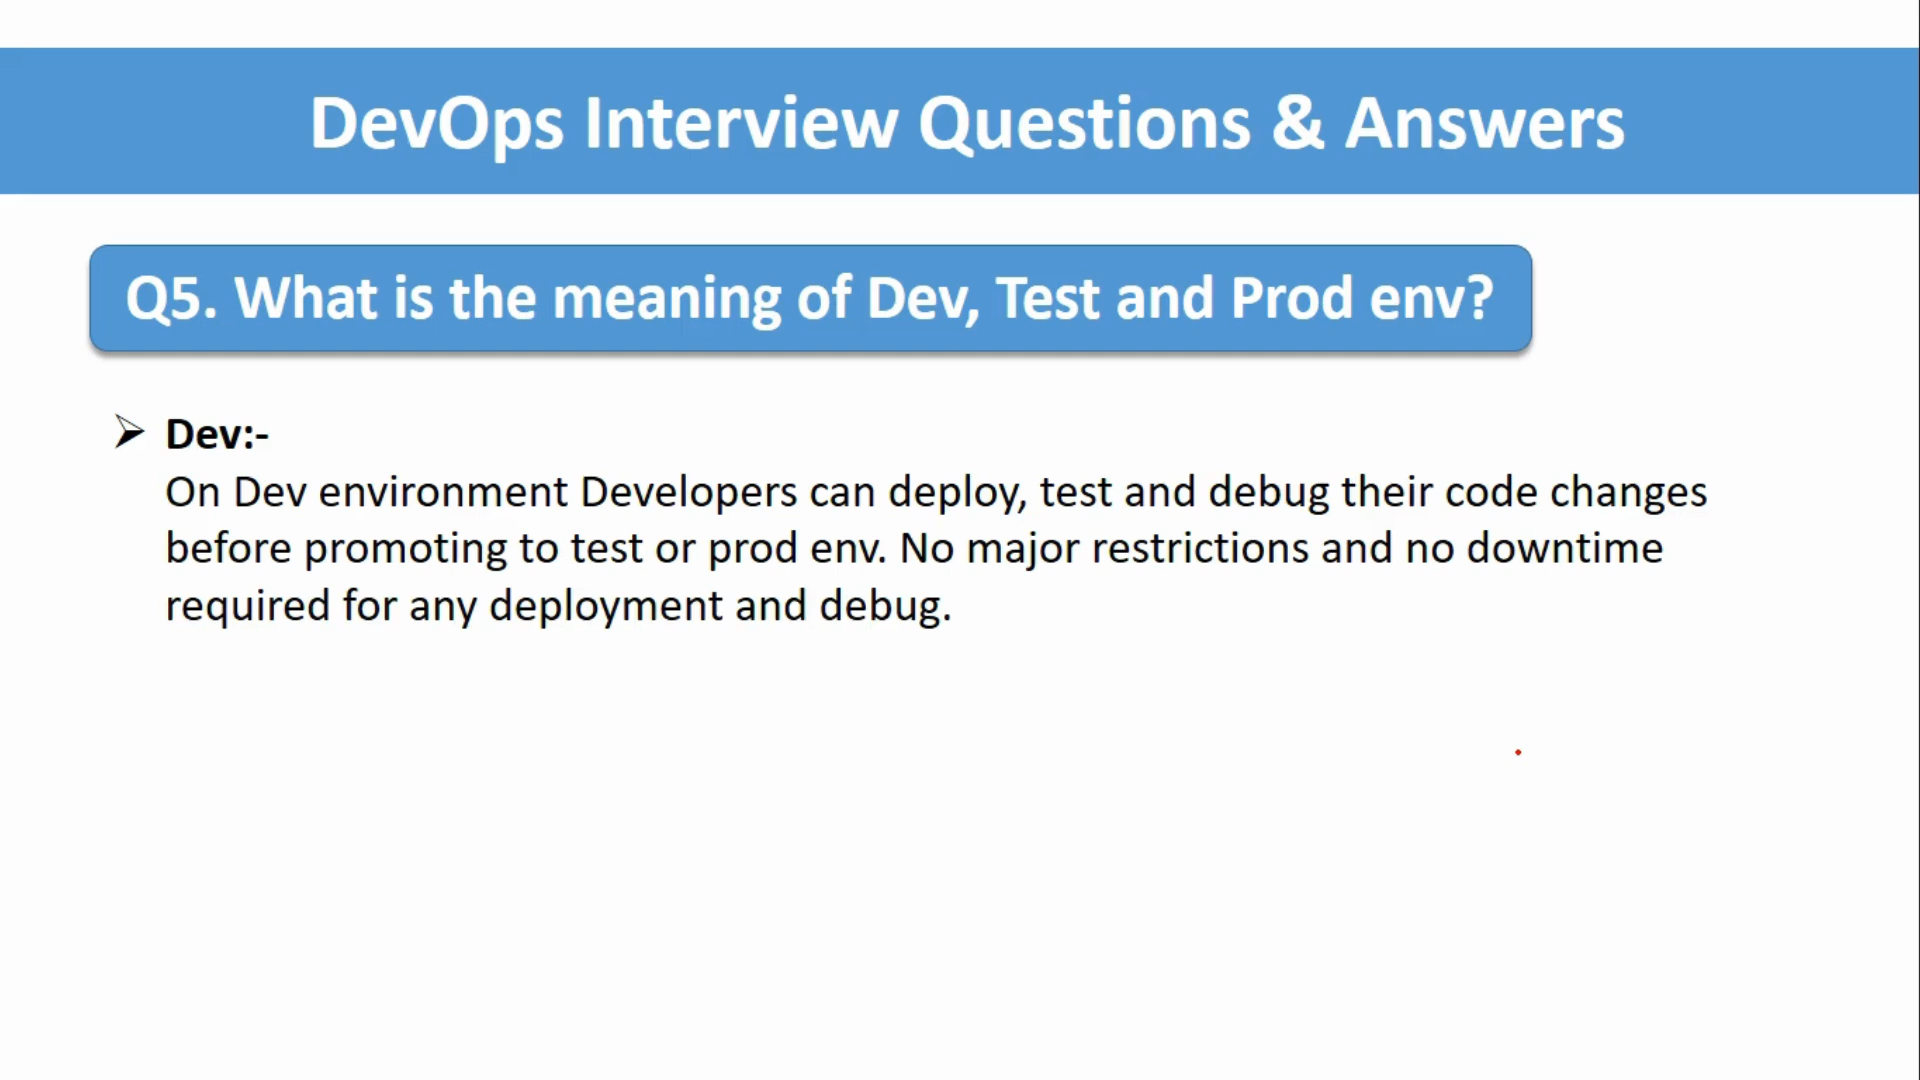 DevOps Interview Questions & Answers
Q5. What is the meaning of Dev, Test and Prod env?
Dev:-
On Dev environment Developers can deploy, test and debug their code changes
before promoting to test or prod env. No major restrictions and no downtime
required for any deployment and debug.